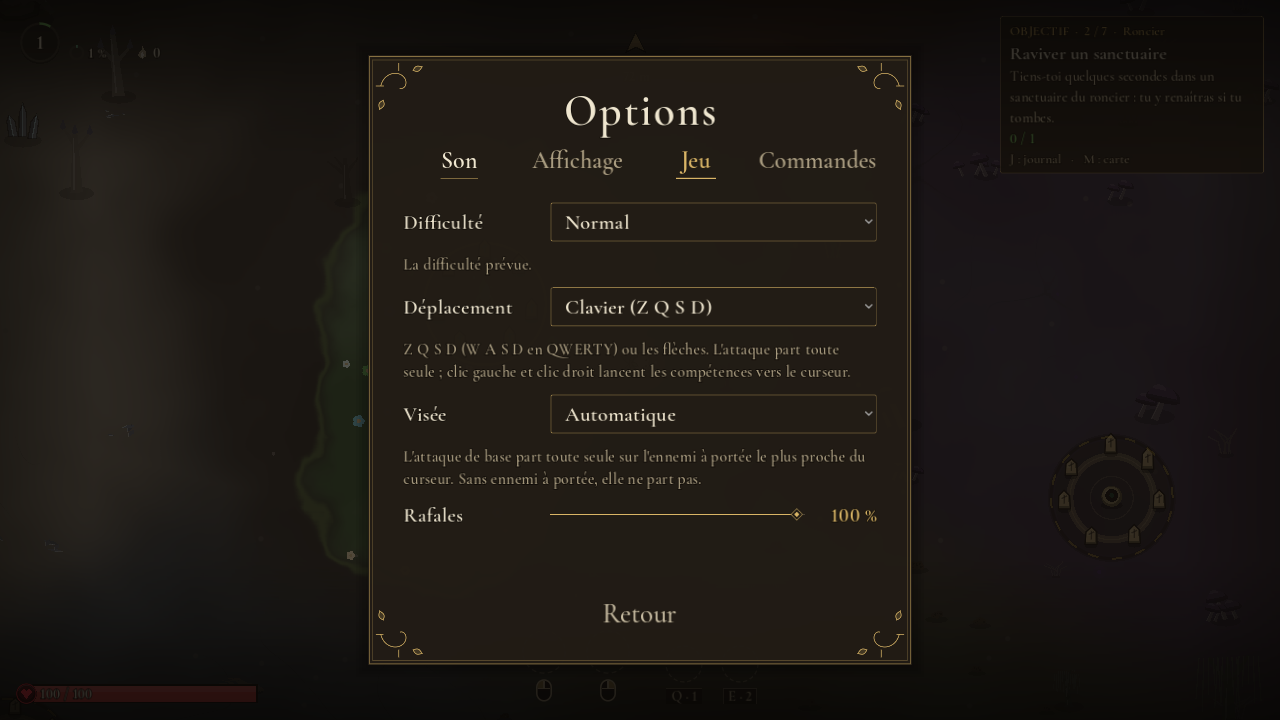 1
1
0
OBJECTIF · 2 / 7 · Roncier
Raviver un sanctuaire
Tiens-toi quelques secondes dans un
sanctuaire du roncier : tu y renaîtras si tu
tombes.
0 / 1
J : journal · M : carte
Options
Son Affichage Jeu Commandes
Difficulté Normal
La difficulté prévue.
Déplacement Clavier (Z Q S D)
Z Q S D (W A S D en QWERTY) ou les flèches. L'attaque part toute
seule ; clic gauche et clic droit lancent les compétences vers le curseur.
Visée Automatique
L'attaque de base part toute seule sur l'ennemi à portée le plus proche du
curseur. Sans ennemi à portée, elle ne part pas.
Rafales 100 %
Retour
100 / 100
Q · 1 E · 2